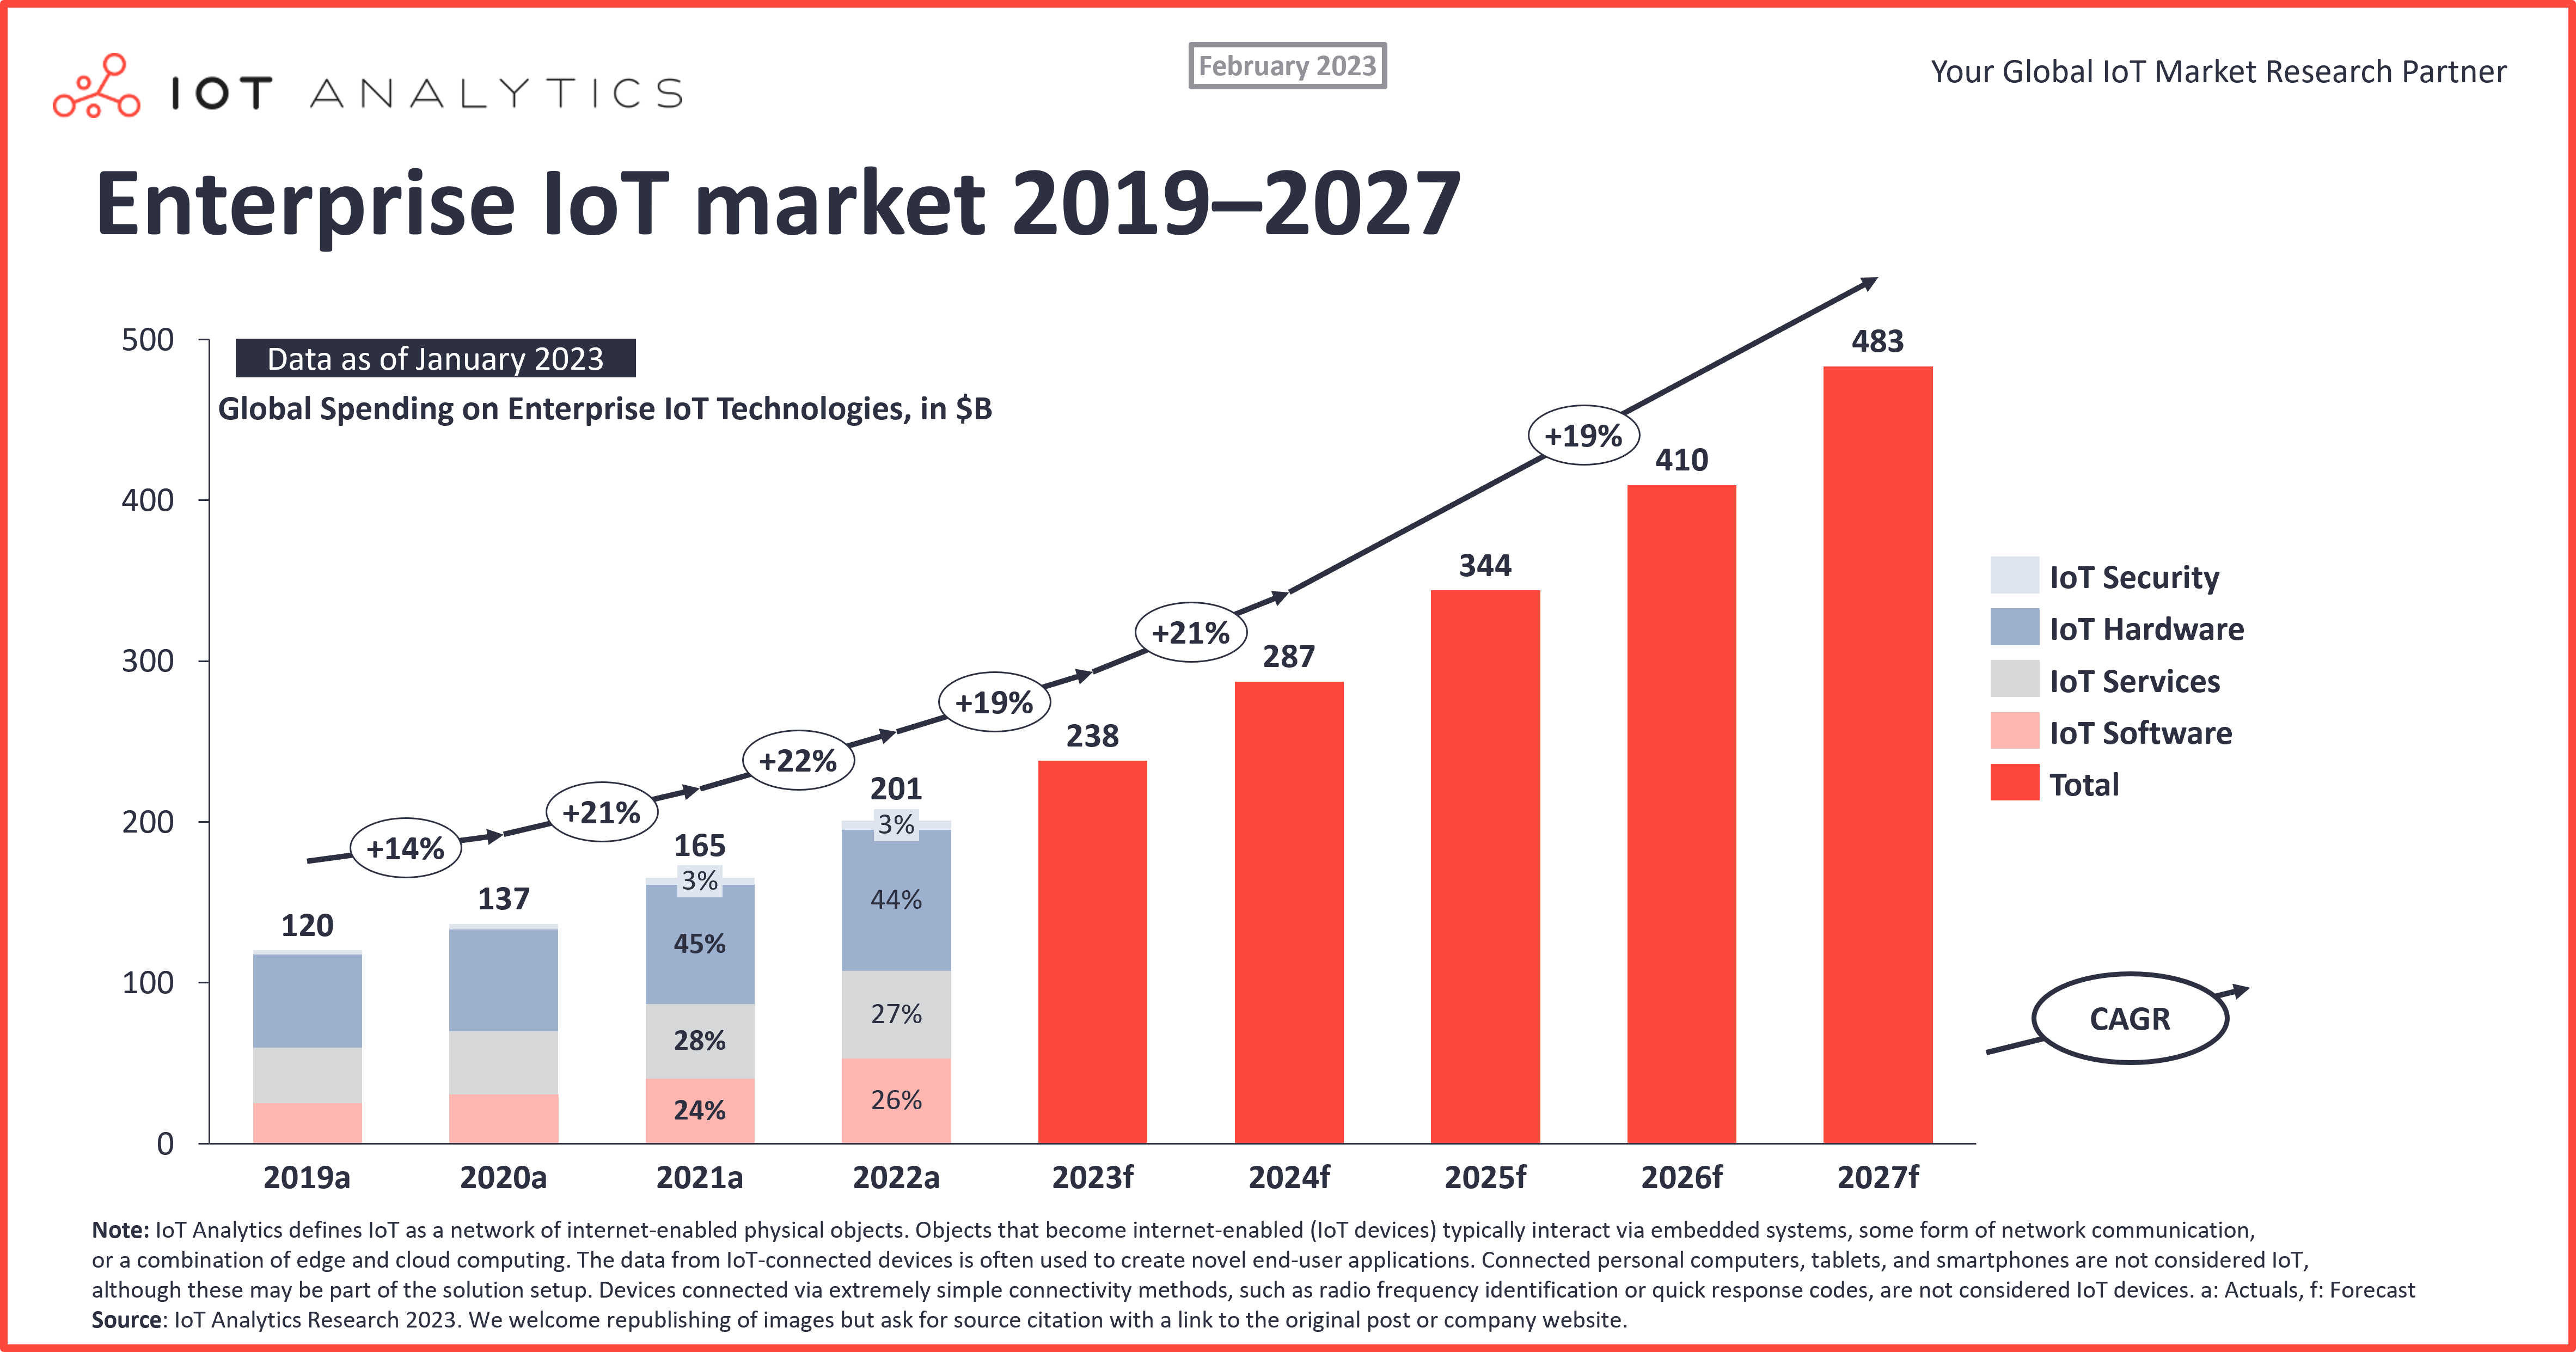 IOT ANALYTICS
February 2023
Your Global IoT Market Research Partner
Enterprise IoT market 2019–2027
Data as of January 2023
Global Spending on Enterprise IoT Technologies, in $B
500
400
300
200
100
0
+14%
+21%
+22%
+19%
+21%
+19%
120
137
165
3%
45%
28%
24%
201
3%
44%
27%
26%
238
287
344
410
483
2019a
2020a
2021a
2022a
2023f
2024f
2025f
2026f
2027f
IoT Security
IoT Hardware
IoT Services
IoT Software
Total
CAGR
Note: IoT Analytics defines IoT as a network of internet-enabled physical objects. Objects that become internet-enabled (IoT devices) typically interact via embedded systems, some form of network communication,
or a combination of edge and cloud computing. The data from IoT-connected devices is often used to create novel end-user applications. Connected personal computers, tablets, and smartphones are not considered IoT,
although these may be part of the solution setup. Devices connected via extremely simple connectivity methods, such as radio frequency identification or quick response codes, are not considered IoT devices. a: Actuals, f: Forecast
Source: IoT Analytics Research 2023. We welcome republishing of images but ask for source citation with a link to the original post or company website.